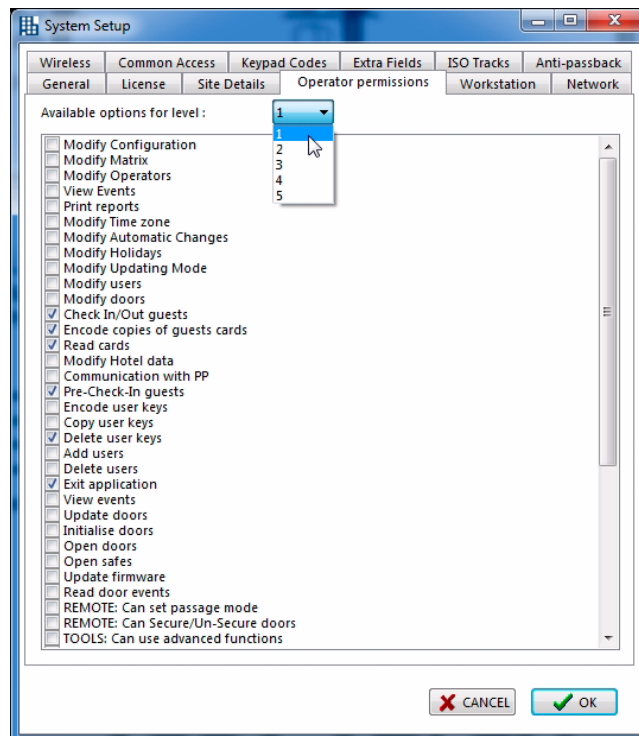 System Setup
Wireless Common Access Keypad Codes Extra Fields ISO Tracks Anti-passback
General License Site Details Operator permissions Workstation Network
Available options for level : 1
1
2
3
4
5
Modify Configuration
Modify Matrix
Modify Operators
View Events
Print reports
Modify Time zone
Modify Automatic Changes
Modify Holidays
Modify Updating Mode
Modify users
Modify doors
Check In/Out guests
Encode copies of guests cards
Read cards
Modify Hotel data
Communication with PP
Pre-Check-In guests
Encode user keys
Copy user keys
Delete user keys
Add users
Delete users
Exit application
View events
Update doors
Initialise doors
Open doors
Open safes
Update firmware
Read door events
REMOTE: Can set passage mode
REMOTE: Can Secure/Un-Secure doors
TOOLS: Can use advanced functions
CANCEL OK